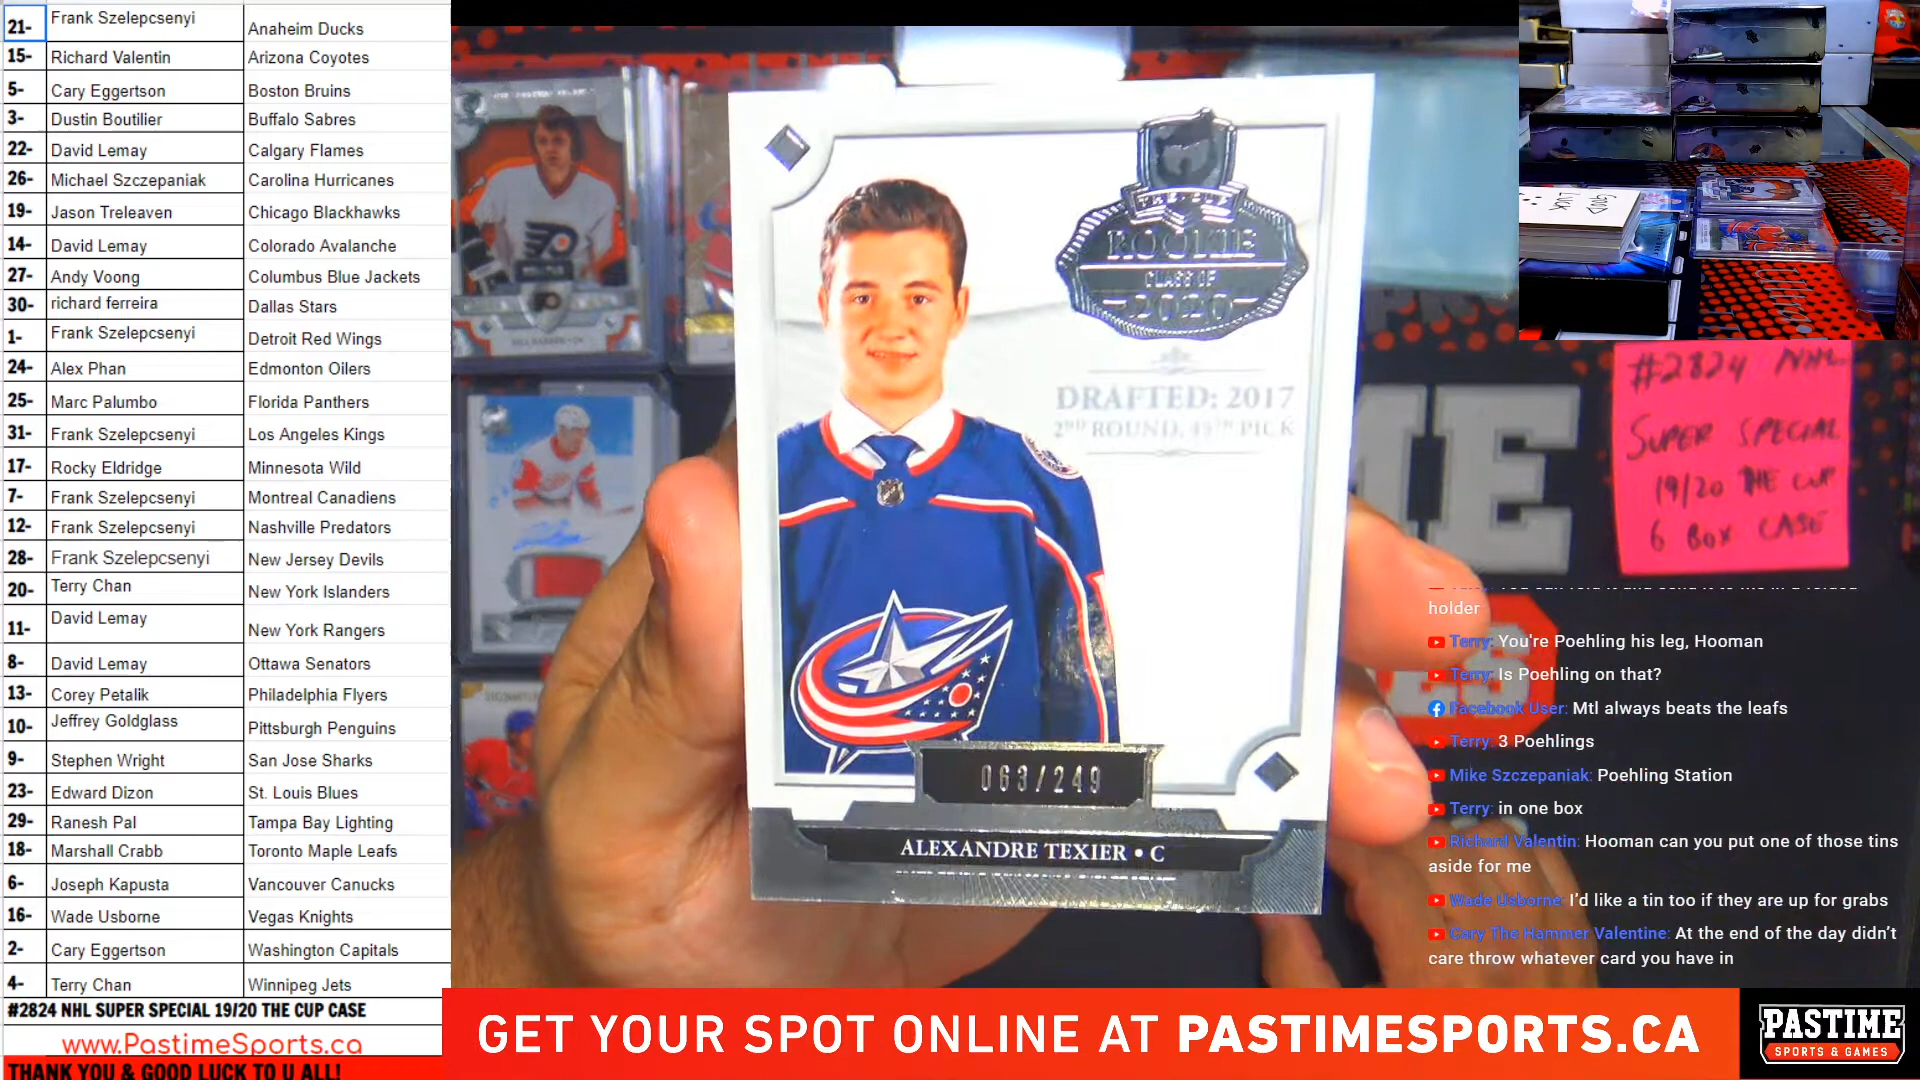 21- Frank Szelepcsenyi Anaheim Ducks
15- Richard Valentin Arizona Coyotes
5- Cary Eggertson Boston Bruins
3- Dustin Boutilier Buffalo Sabres
22- David Lemay Calgary Flames
26- Michael Szczepaniak Carolina Hurricanes
19- Jason Treleaven Chicago Blackhawks
14- David Lemay Colorado Avalanche
27- Andy Voong Columbus Blue Jackets
30- richard ferreira Dallas Stars
1- Frank Szelepcsenyi Detroit Red Wings
24- Alex Phan Edmonton Oilers
25- Marc Palumbo Florida Panthers
31- Frank Szelepcsenyi Los Angeles Kings
17- Rocky Eldridge Minnesota Wild
7- Frank Szelepcsenyi Montreal Canadiens
12- Frank Szelepcsenyi Nashville Predators
28- Frank Szelepcsenyi New Jersey Devils
20- Terry Chan New York Islanders
11- David Lemay New York Rangers
8- David Lemay Ottawa Senators
13- Corey Petalik Philadelphia Flyers
10- Jeffrey Goldglass Pittsburgh Penguins
9- Stephen Wright San Jose Sharks
23- Edward Dizon St. Louis Blues
29- Ranesh Pal Tampa Bay Lighting
18- Marshall Crabb Toronto Maple Leafs
6- Joseph Kapusta Vancouver Canucks
16- Wade Usborne Vegas Knights
2- Cary Eggertson Washington Capitals
4- Terry Chan Winnipeg Jets
#2824 NHL SUPER SPECIAL 19/20 THE CUP CASE
www.PastimeSports.ca
THANK YOU & GOOD LUCK TO U ALL!
THE CUP
ROOKIE
CLASS OF
2020
DRAFTED: 2017
2ND ROUND, 45TH PICK
063/249
ALEXANDRE TEXIER • C
GOOD
LUCK
#2824 NHL
SUPER SPECIAL
19/20 THE CUP
6 BOX CASE
holder
Terry: You're Poehling his leg, Hooman
Terry: Is Poehling on that?
Facebook User: Mtl always beats the leafs
Terry: 3 Poehlings
Mike Szczepaniak: Poehling Station
Terry: in one box
Richard Valentin: Hooman can you put one of those tins
aside for me
Wade Usborne: I'd like a tin too if they are up for grabs
Cary The Hammer Valentine: At the end of the day didn't
care throw whatever card you have in
GET YOUR SPOT ONLINE AT PASTIMESPORTS.CA
PASTIME
SPORTS & GAMES